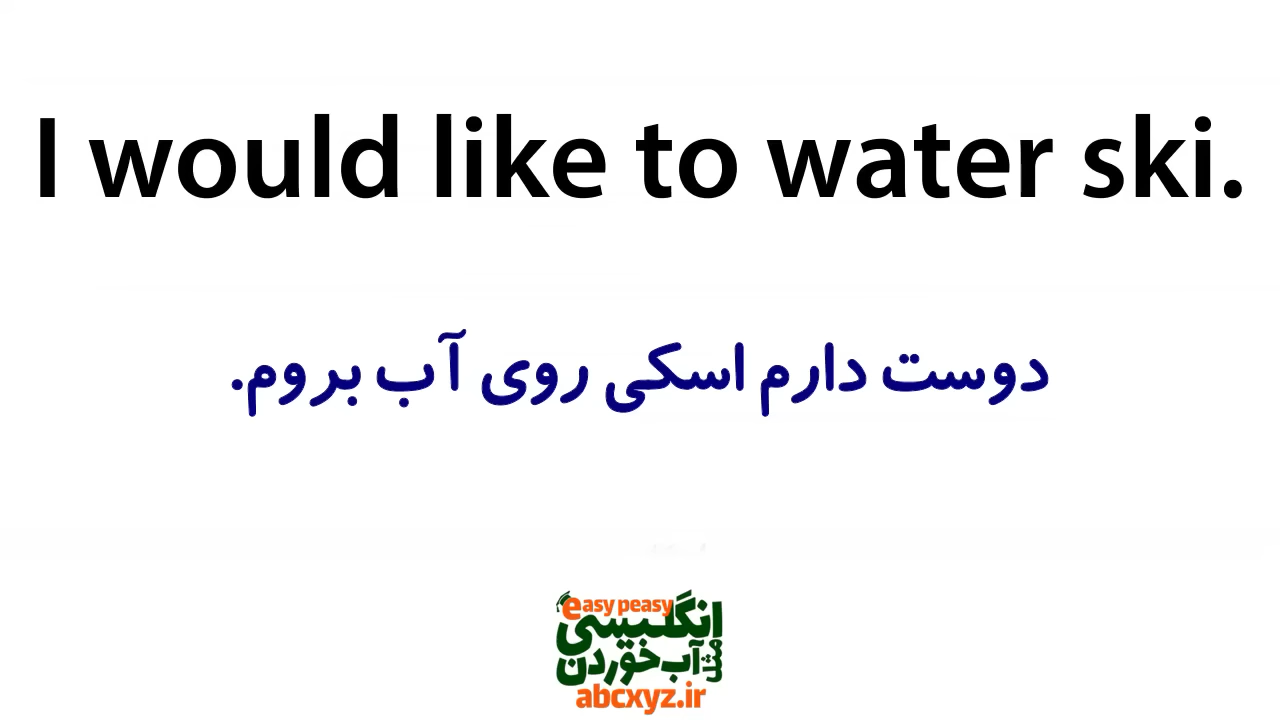 I would like to water ski.
دوست دارم اسکی روی آب بروم.
easy peasy
انگلیسی
مثل آب خوردن
abcxyz.ir